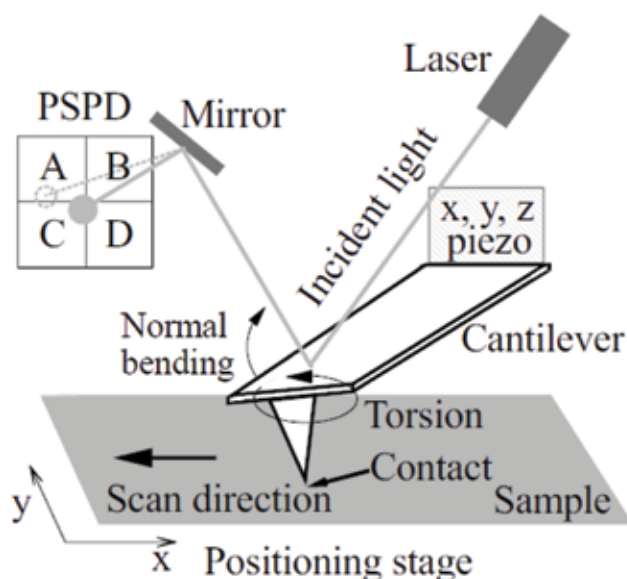 Laser
PSPD
Mirror
A B
C D
Incident light
x, y, z
piezo
Normal
bending
Cantilever
Torsion
Contact
Scan direction
Sample
y
x
Positioning stage